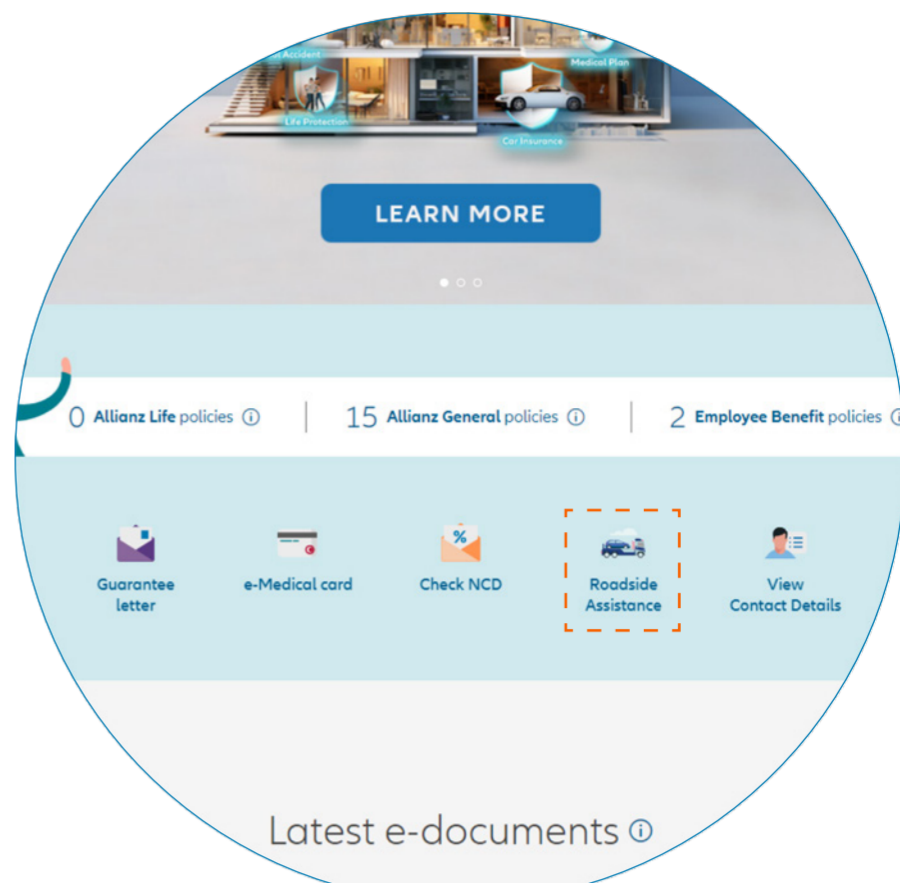 Accident
Medical Plan
Life Protection
Car Insurance
LEARN MORE
0 Allianz Life policies
15 Allianz General policies
2 Employee Benefit policies
%
Guarantee
letter
e-Medical card
Check NCD
Roadside
Assistance
View
Contact Details
Latest e-documents